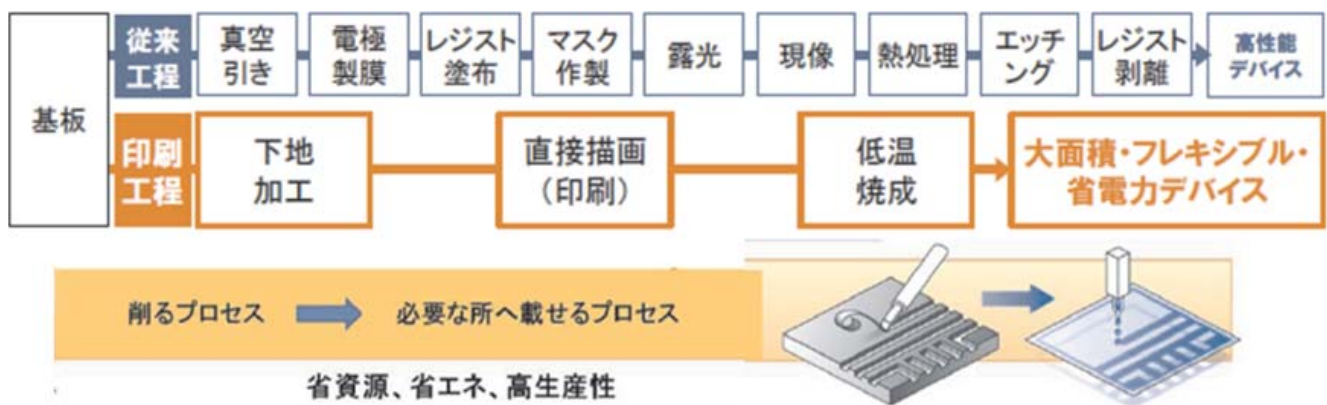 基板
従来
工程
真空
引き
電極
製膜
レジスト
塗布
マスク
作製
露光
現像
熱処理
エッチ
ング
レジスト
剥離
高性能
デバイス
印刷
工程
下地
加工
直接描画
(印刷)
低温
焼成
大面積・フレキシブル・
省電力デバイス
削るプロセス
必要な所へ載せるプロセス
省資源、省エネ、高生産性